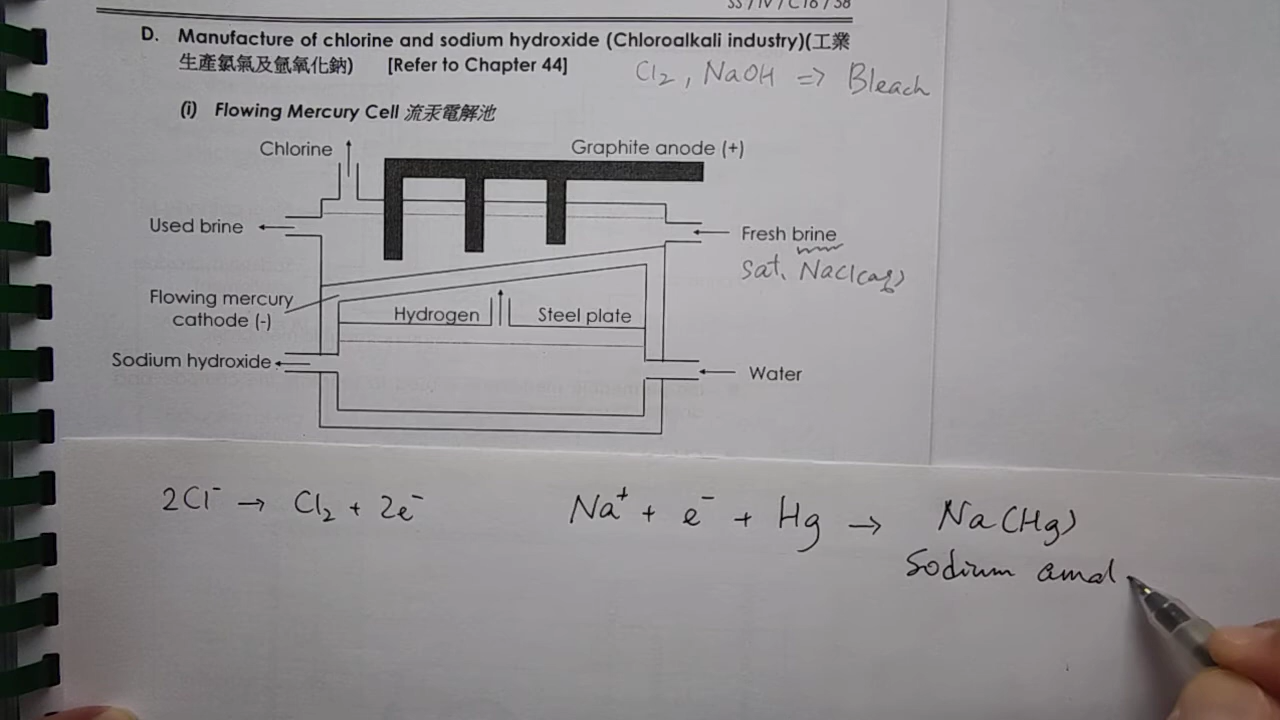 SS / IV / C16 / 38
D. Manufacture of chlorine and sodium hydroxide (Chloroalkali industry)(工業
生產氯氣及氫氧化鈉) [Refer to Chapter 44]
Cl₂, NaOH => Bleach
(i) Flowing Mercury Cell 流汞電解池
Chlorine
Graphite anode (+)
Used brine
Fresh brine
sat. NaCl(aq)
Flowing mercury
cathode (-)
Hydrogen
Steel plate
Sodium hydroxide
Water
2Cl⁻ → Cl₂ + 2e⁻
Na⁺ + e⁻ + Hg → Na(Hg)
Sodium amal